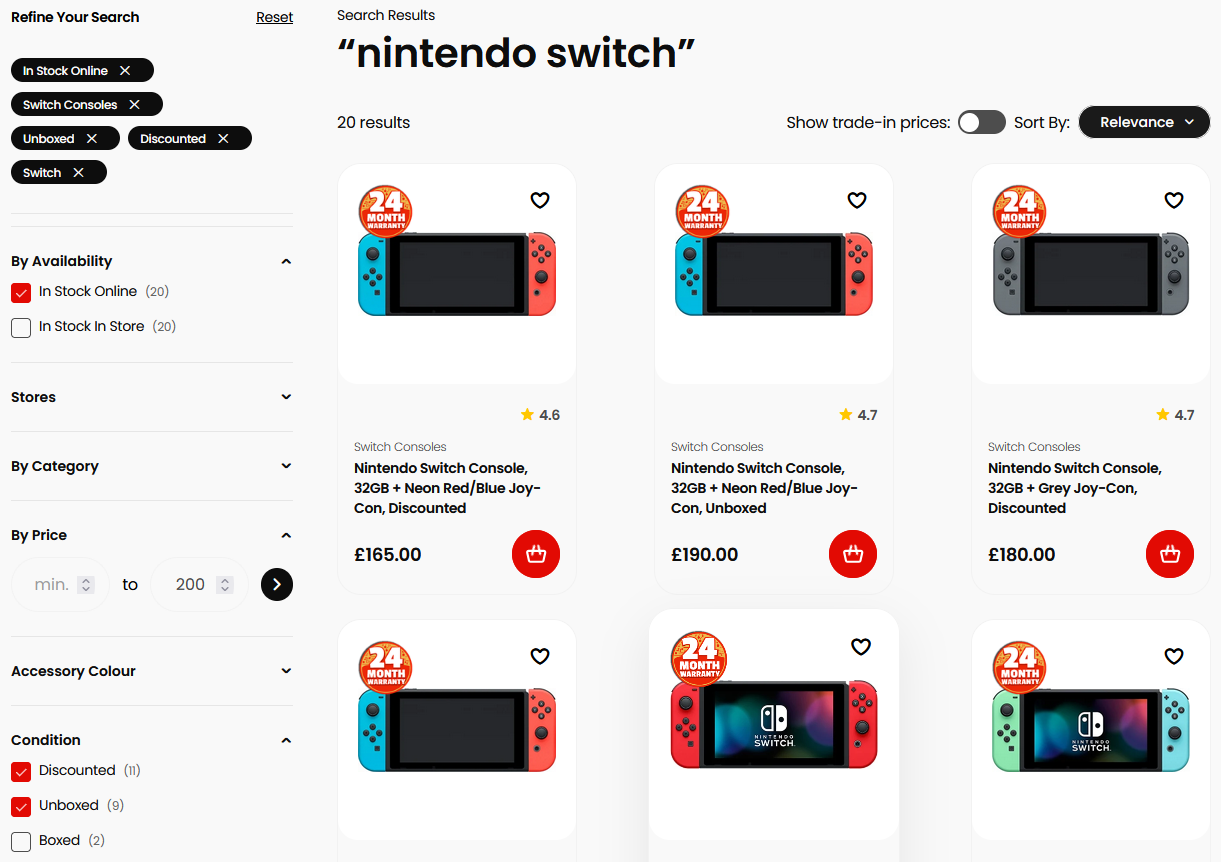 Refine Your Search
Reset
In Stock Online
Switch Consoles
Unboxed
Discounted
Switch
By Availability
In Stock Online (20)
In Stock In Store (20)
Stores
By Category
By Price
min. to 200
Accessory Colour
Condition
Discounted (11)
Unboxed (9)
Boxed (2)
Search Results
“nintendo switch”
20 results
Show trade-in prices:
Sort By:
Relevance
24
MONTH
WARRANTY
4.6
Switch Consoles
Nintendo Switch Console,
32GB + Neon Red/Blue Joy-
Con, Discounted
£165.00
24
MONTH
WARRANTY
4.7
Switch Consoles
Nintendo Switch Console,
32GB + Neon Red/Blue Joy-
Con, Unboxed
£190.00
24
MONTH
WARRANTY
4.7
Switch Consoles
Nintendo Switch Console,
32GB + Grey Joy-Con,
Discounted
£180.00
24
MONTH
WARRANTY
24
MONTH
WARRANTY
NINTENDO
SWITCH
24
MONTH
WARRANTY
NINTENDO
SWITCH